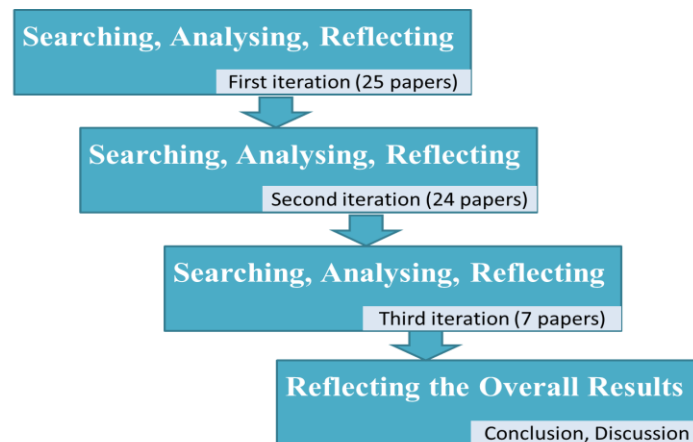 Searching, Analysing, Reflecting
First iteration (25 papers)
Searching, Analysing, Reflecting
Second iteration (24 papers)
Searching, Analysing, Reflecting
Third iteration (7 papers)
Reflecting the Overall Results
Conclusion, Discussion